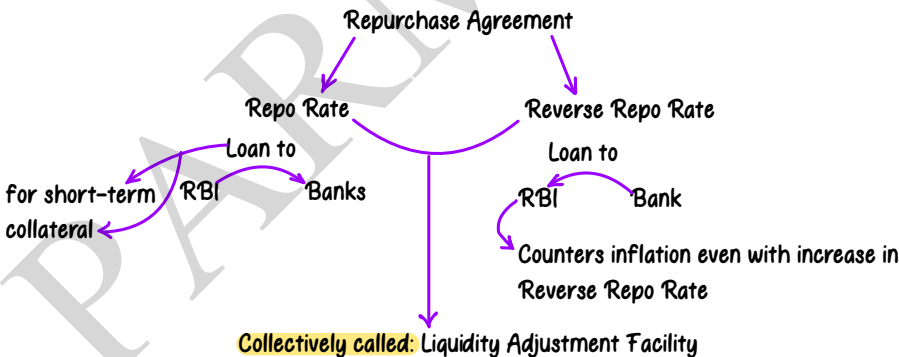 Repurchase Agreement
Repo Rate
Reverse Repo Rate
Loan to
Loan to
for short-term
RBI
Banks
RBI
Bank
collateral
Counters inflation even with increase in
Reverse Repo Rate
Collectively called: Liquidity Adjustment Facility
PARM